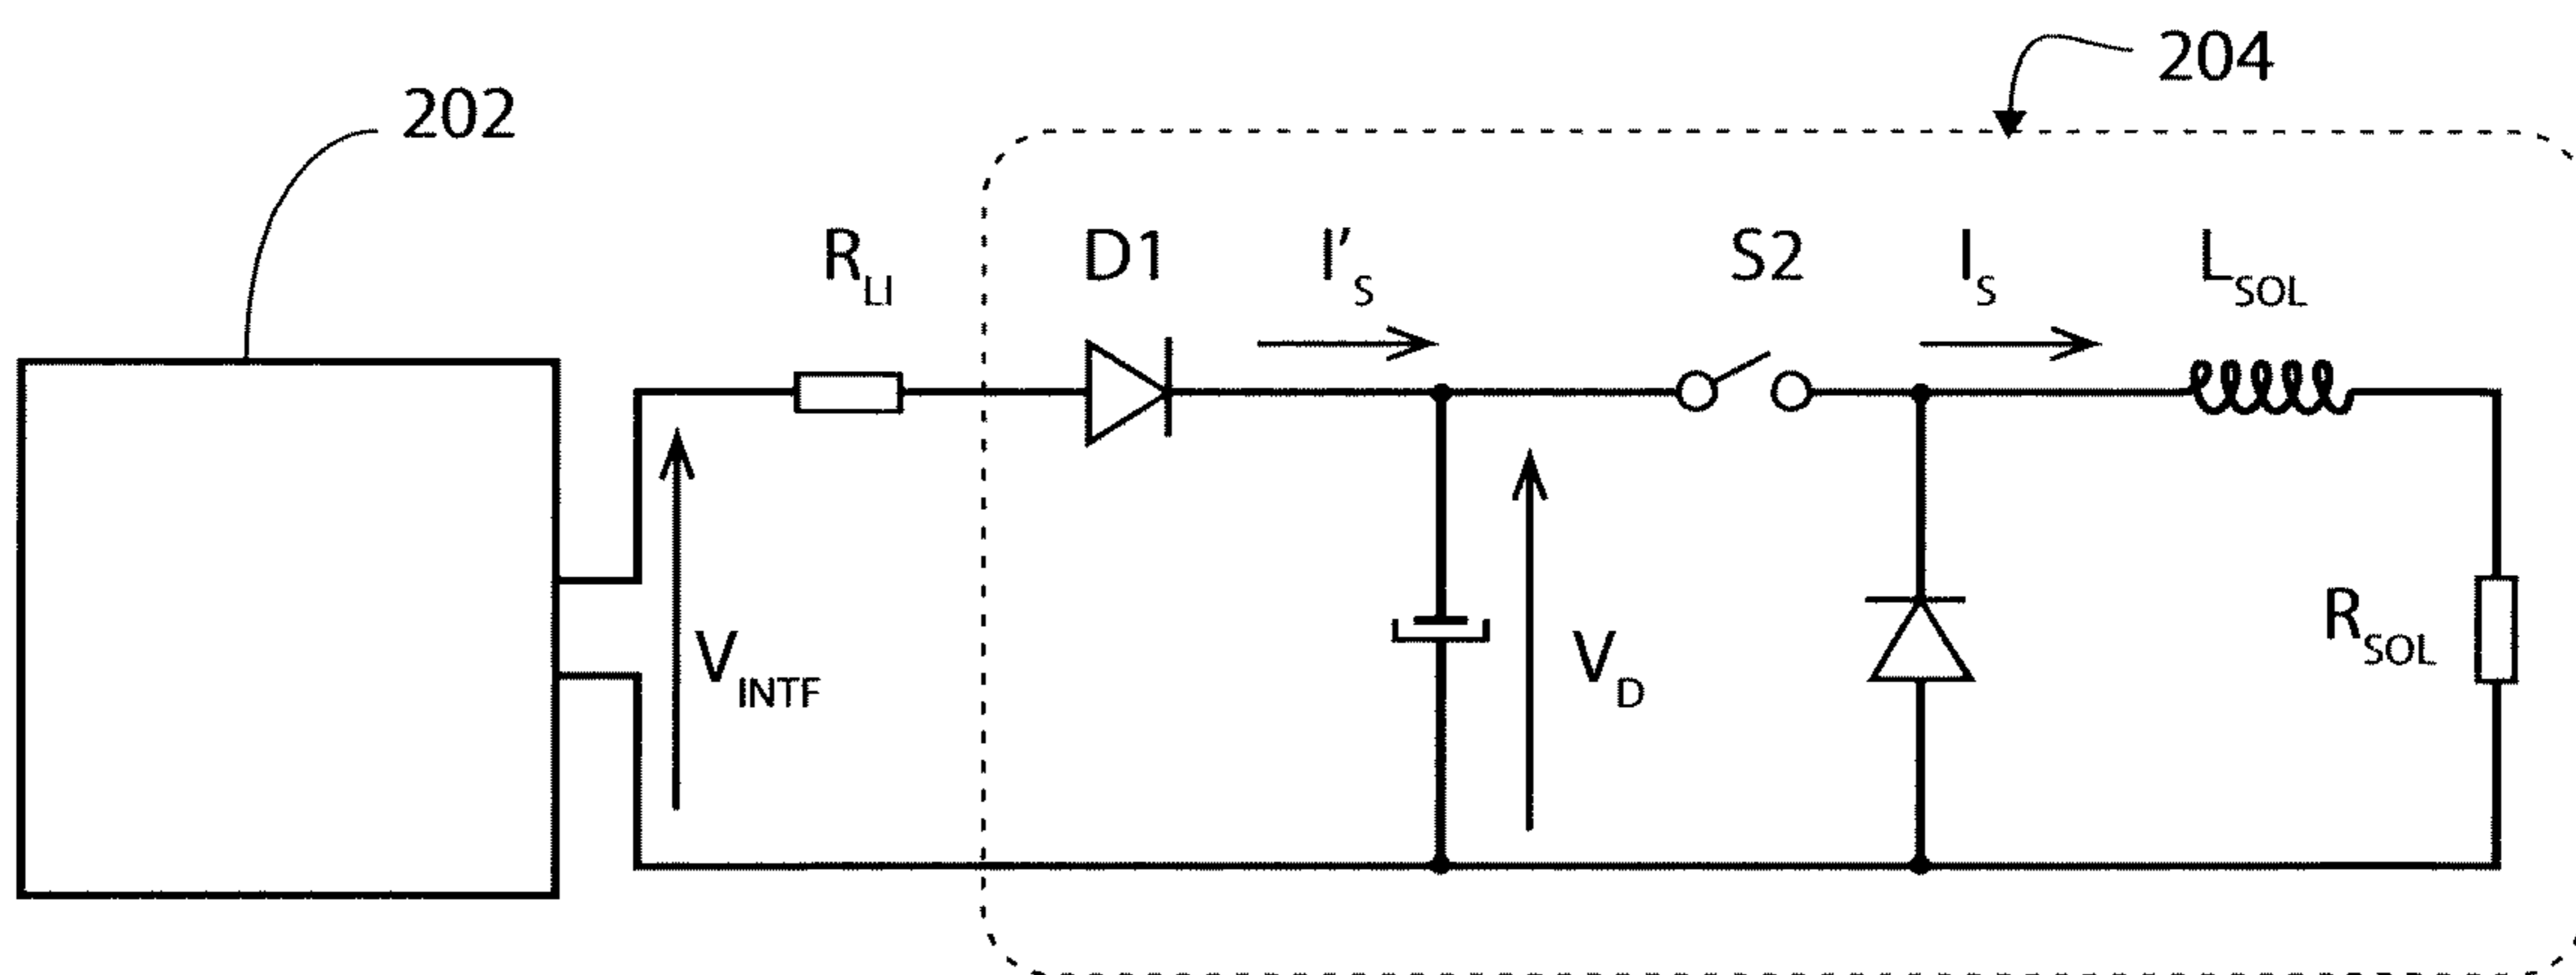 204
202
R_LI D1 I'_S S2 I_S L_SOL
V_INTF V_D R_SOL